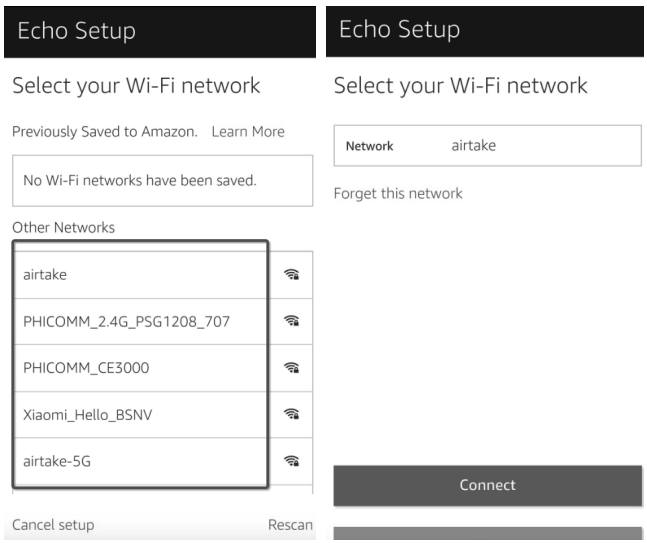 Echo Setup
Select your Wi-Fi network
Previously Saved to Amazon. Learn More
No Wi-Fi networks have been saved.
Other Networks
airtake
PHICOMM_2.4G_PSG1208_707
PHICOMM_CE3000
Xiaomi_Hello_BSNV
airtake-5G
Cancel setup Rescan
Echo Setup
Select your Wi-Fi network
Network airtake
Forget this network
Connect